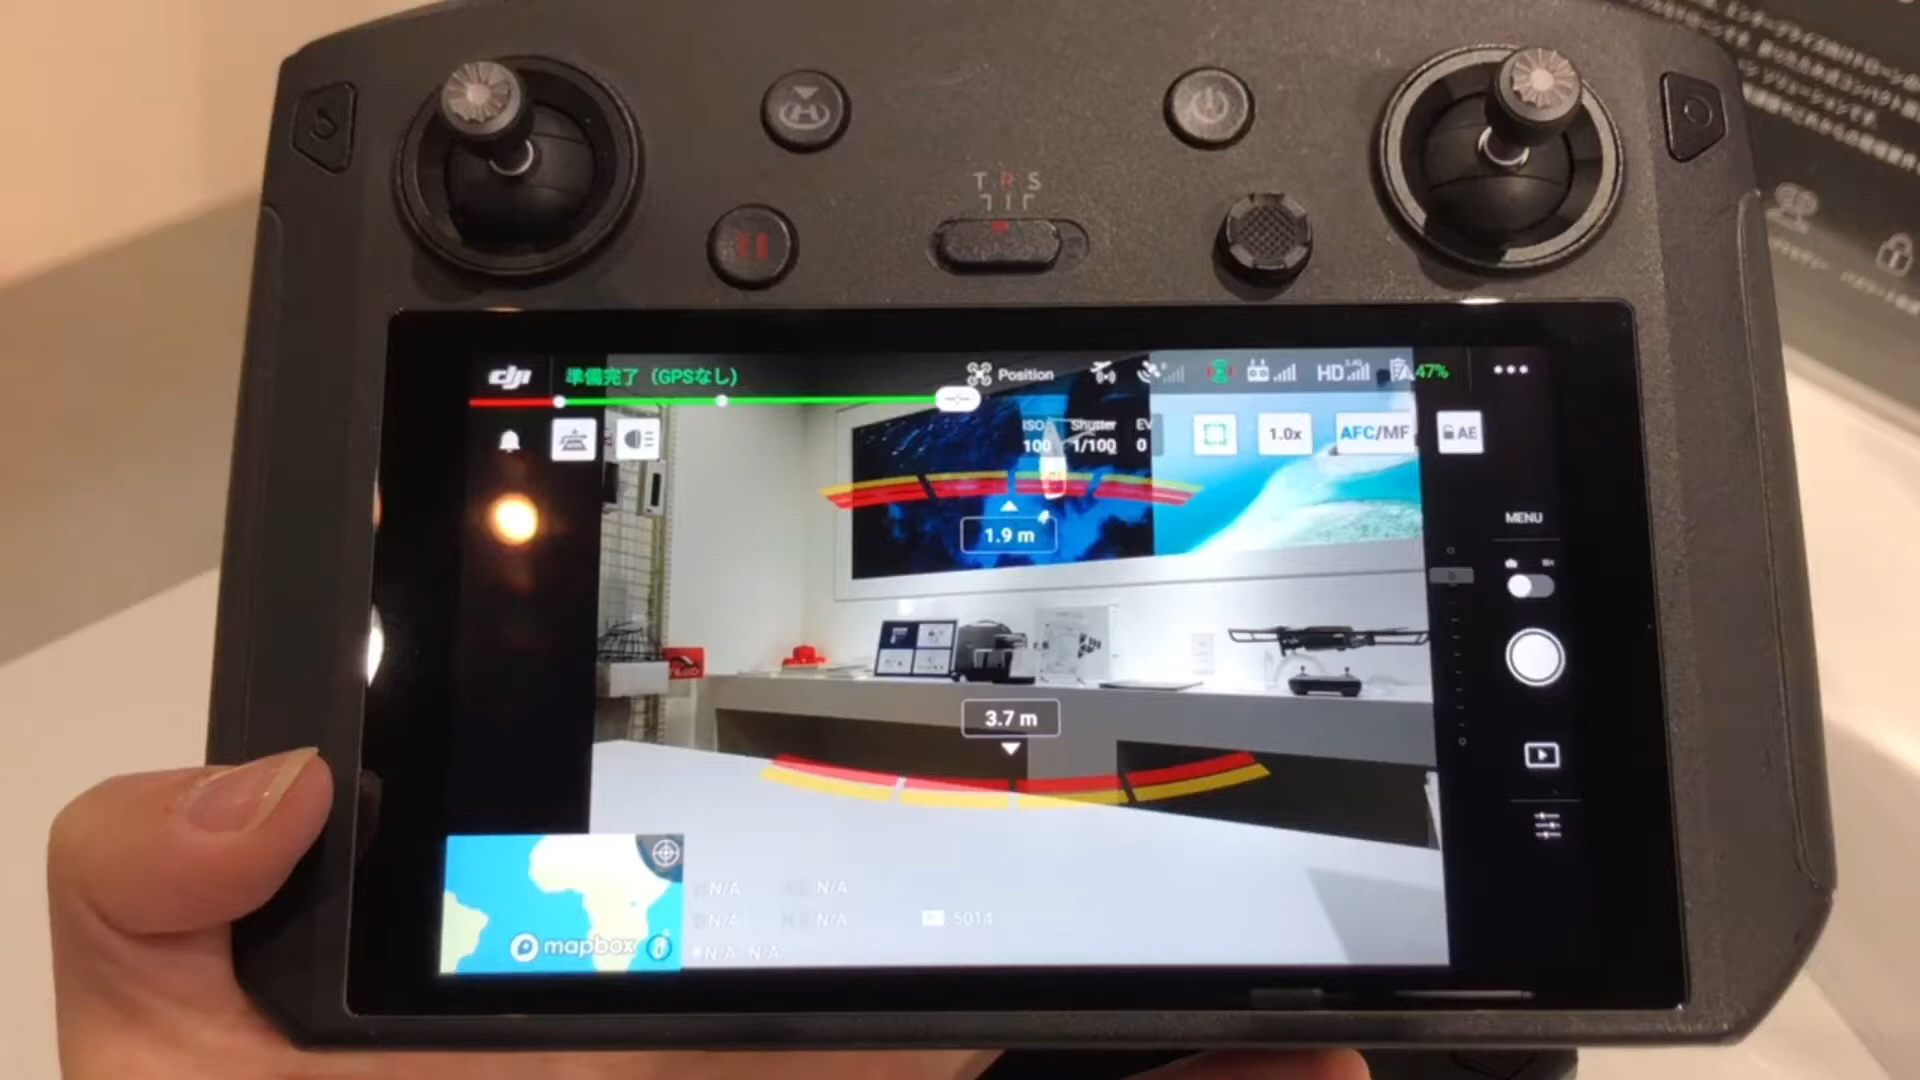 T P S
dji 準備完了（GPSなし） Position HD 47%
ISO Shutter EV
100 1/100 0 1.0x AFC/MF AE
1.9 m
MENU
3.7 m
N/A N/A
N/A N/A 5014
N/A N/A
mapbox